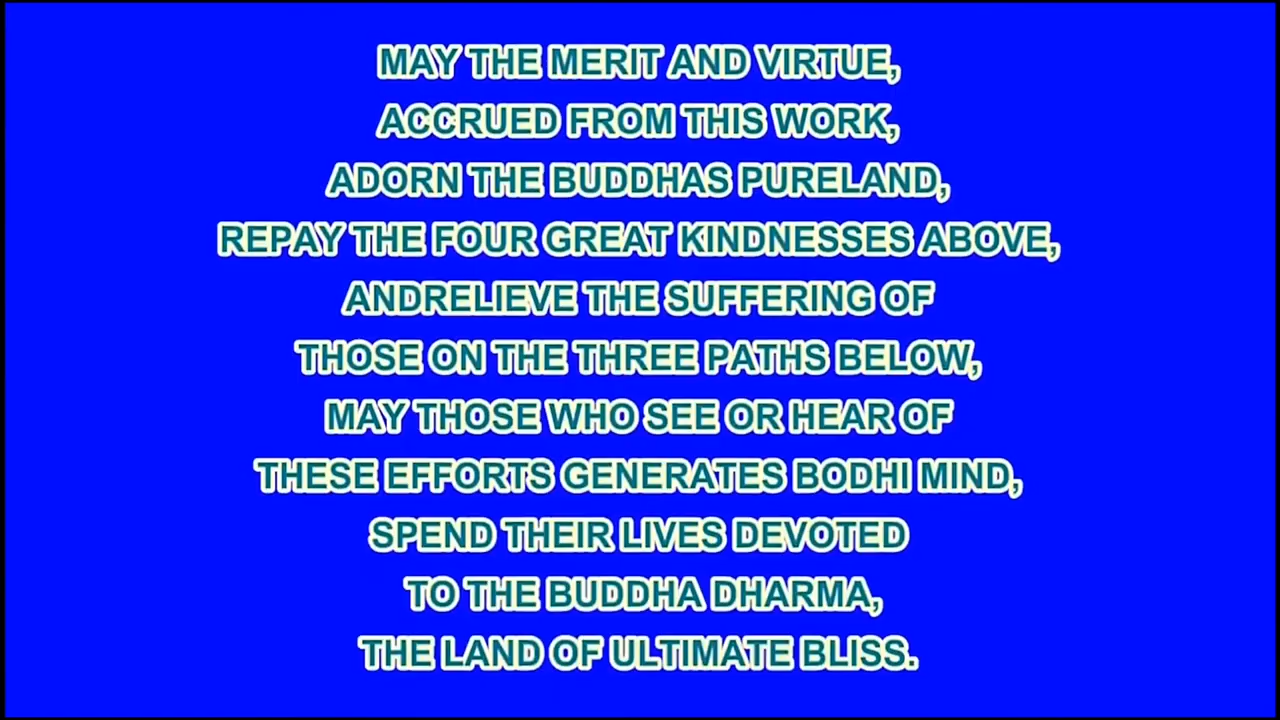 MAY THE MERIT AND VIRTUE,
ACCRUED FROM THIS WORK,
ADORN THE BUDDHAS PURELAND,
REPAY THE FOUR GREAT KINDNESSES ABOVE,
ANDRELIEVE THE SUFFERING OF
THOSE ON THE THREE PATHS BELOW,
MAY THOSE WHO SEE OR HEAR OF
THESE EFFORTS GENERATES BODHI MIND,
SPEND THEIR LIVES DEVOTED
TO THE BUDDHA DHARMA,
THE LAND OF ULTIMATE BLISS.